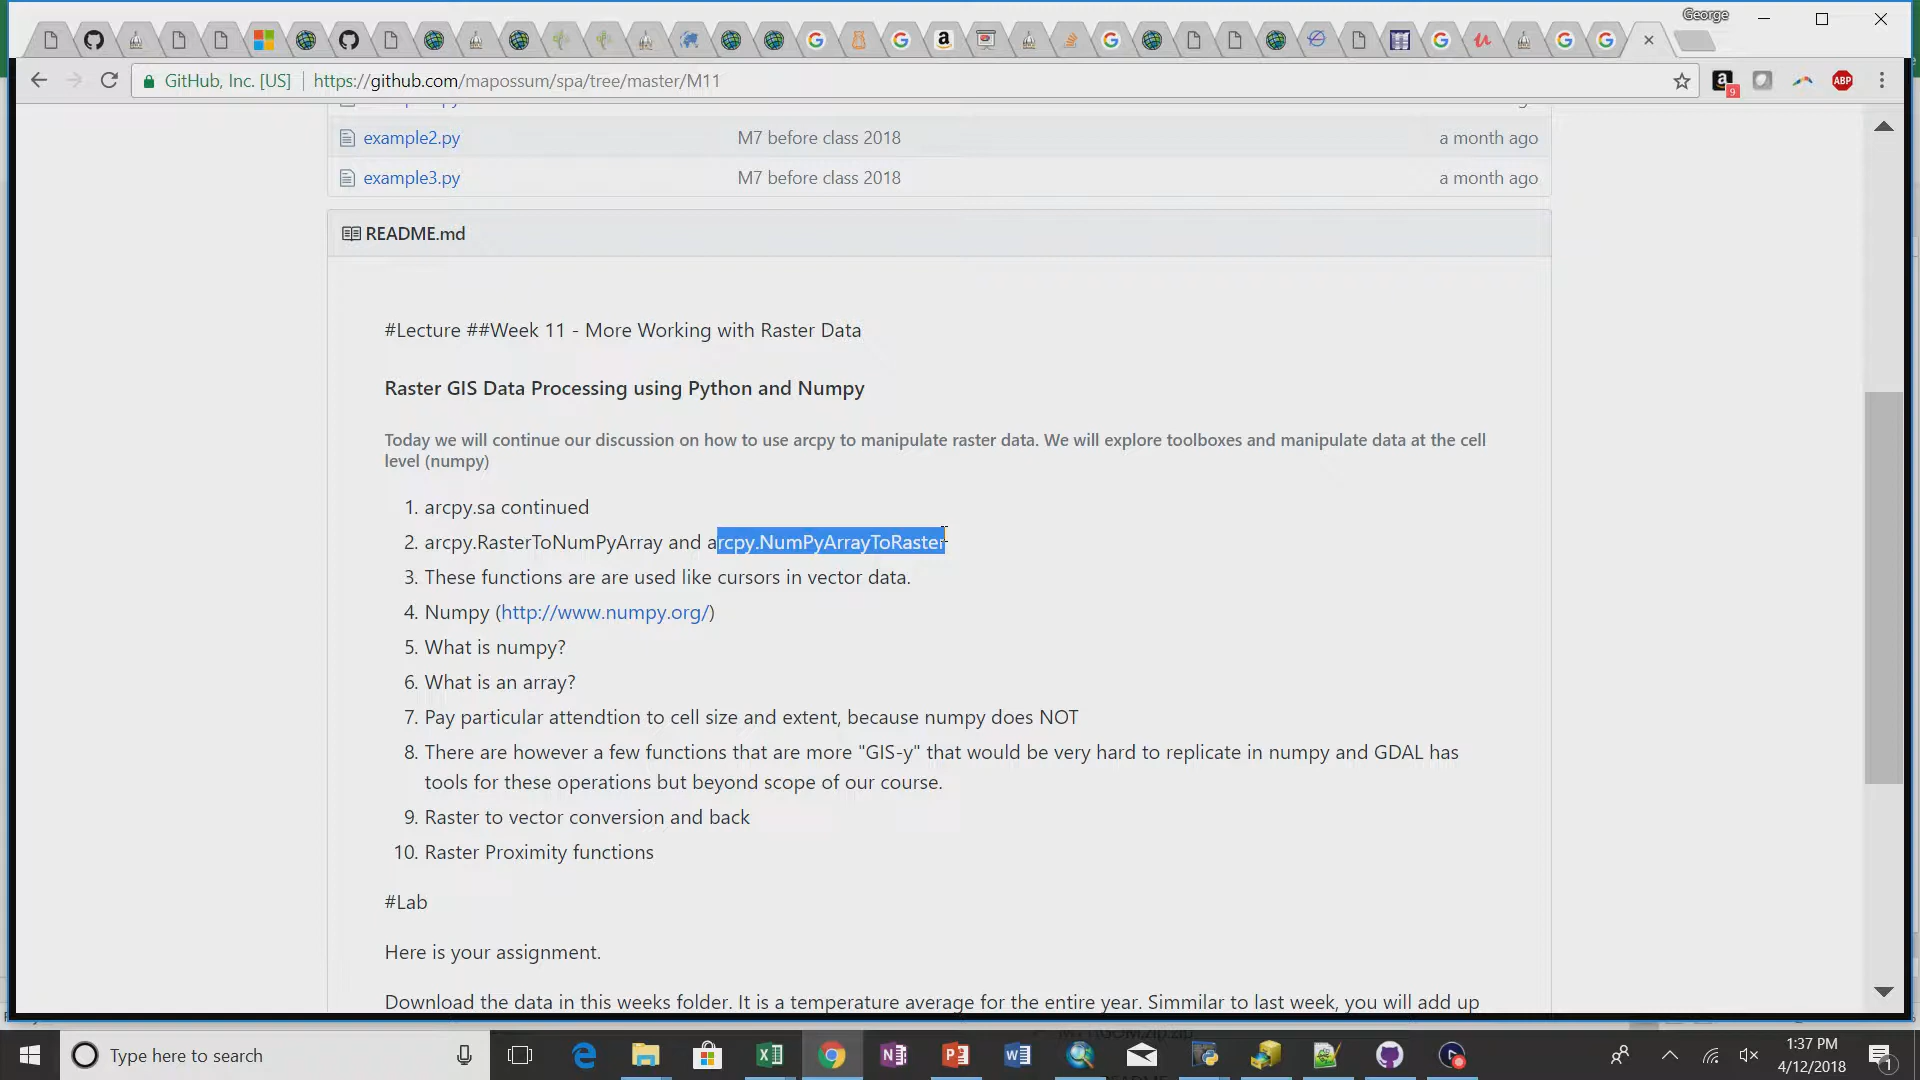 George
GitHub, Inc. [US] https://github.com/mapossum/spa/tree/master/M11
9
ABP
example2.py M7 before class 2018 a month ago
example3.py M7 before class 2018 a month ago
README.md
#Lecture ##Week 11 - More Working with Raster Data
Raster GIS Data Processing using Python and Numpy
Today we will continue our discussion on how to use arcpy to manipulate raster data. We will explore toolboxes and manipulate data at the cell
level (numpy)
1. arcpy.sa continued
2. arcpy.RasterToNumPyArray and arcpy.NumPyArrayToRaster
3. These functions are are used like cursors in vector data.
4. Numpy (http://www.numpy.org/)
5. What is numpy?
6. What is an array?
7. Pay particular attendtion to cell size and extent, because numpy does NOT
8. There are however a few functions that are more "GIS-y" that would be very hard to replicate in numpy and GDAL has
tools for these operations but beyond scope of our course.
9. Raster to vector conversion and back
10. Raster Proximity functions
#Lab
Here is your assignment.
Download the data in this weeks folder. It is a temperature average for the entire year. Simmilar to last week, you will add up
Type here to search
1:37 PM
4/12/2018
1